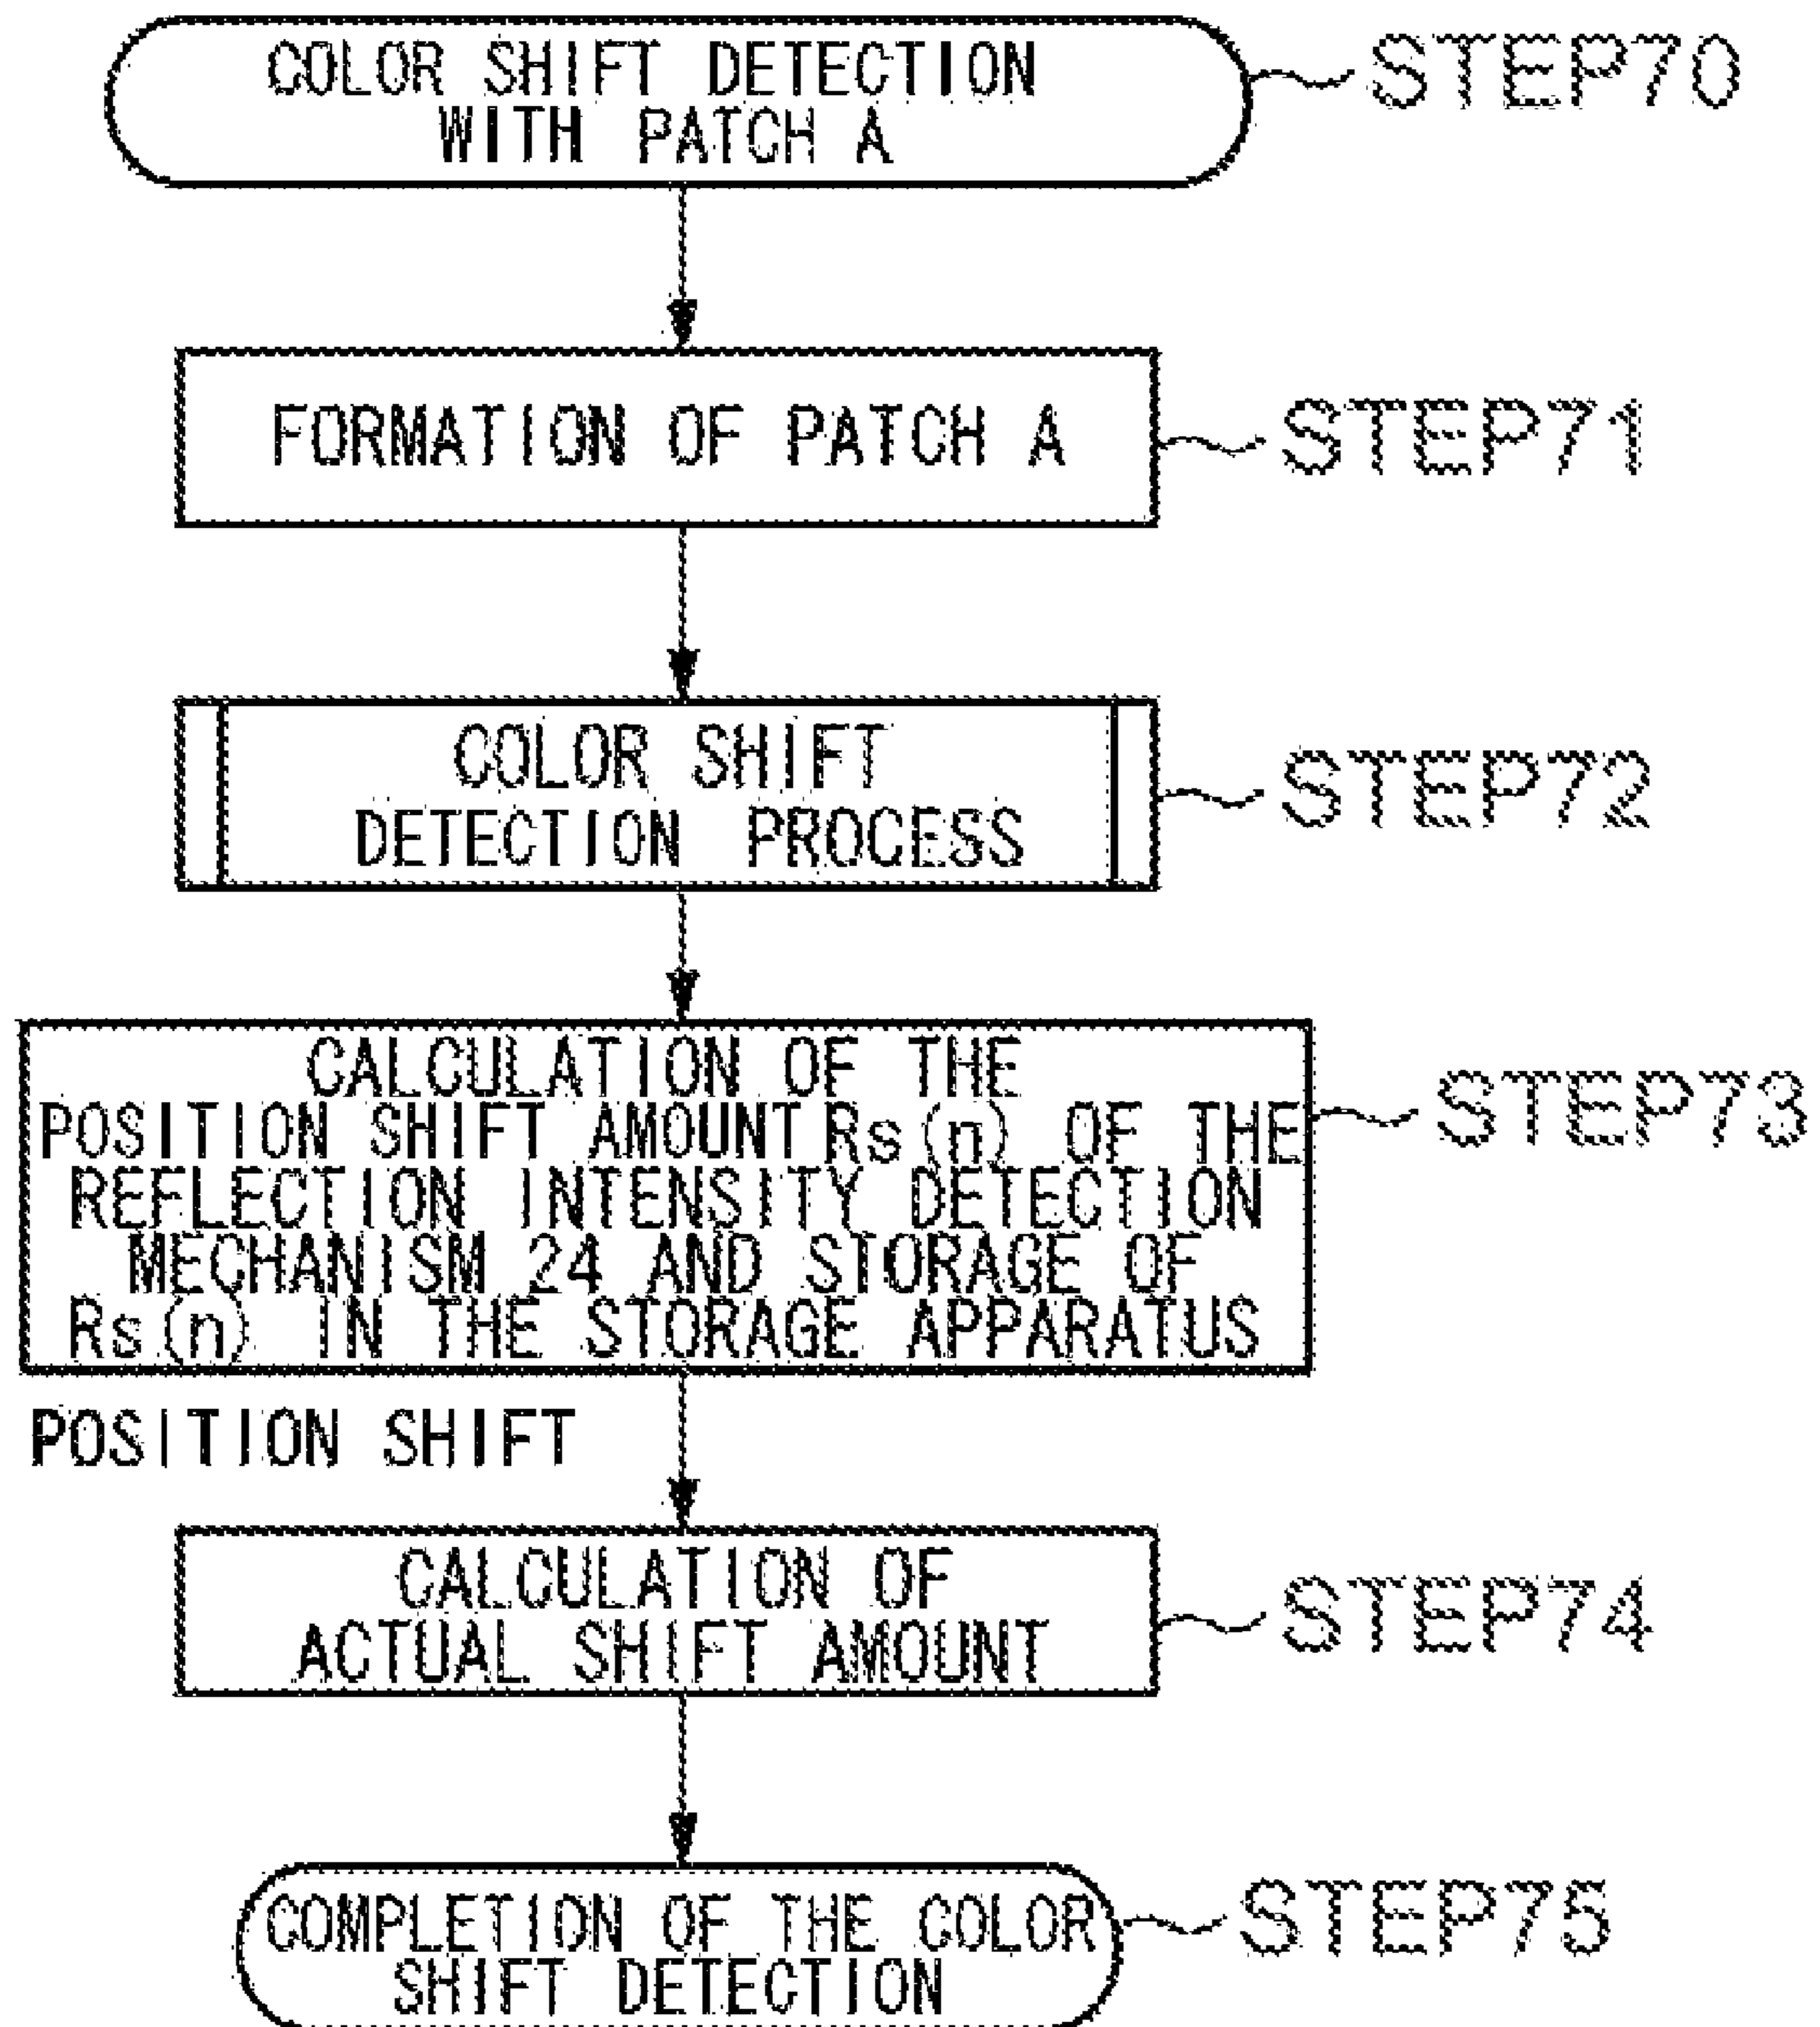 COLOR SHIFT DETECTION
WITH PATCH A
STEP70
FORMATION OF PATCH A
STEP71
COLOR SHIFT
DETECTION PROCESS
STEP72
CALCULATION OF THE
POSITION SHIFT AMOUNT Rs(n) OF THE
REFLECTION INTENSITY DETECTION
MECHANISM 24 AND STORAGE OF
Rs(n) IN THE STORAGE APPARATUS
STEP73
POSITION SHIFT
CALCULATION OF
ACTUAL SHIFT AMOUNT
STEP74
COMPLETION OF THE COLOR
SHIFT DETECTION
STEP75